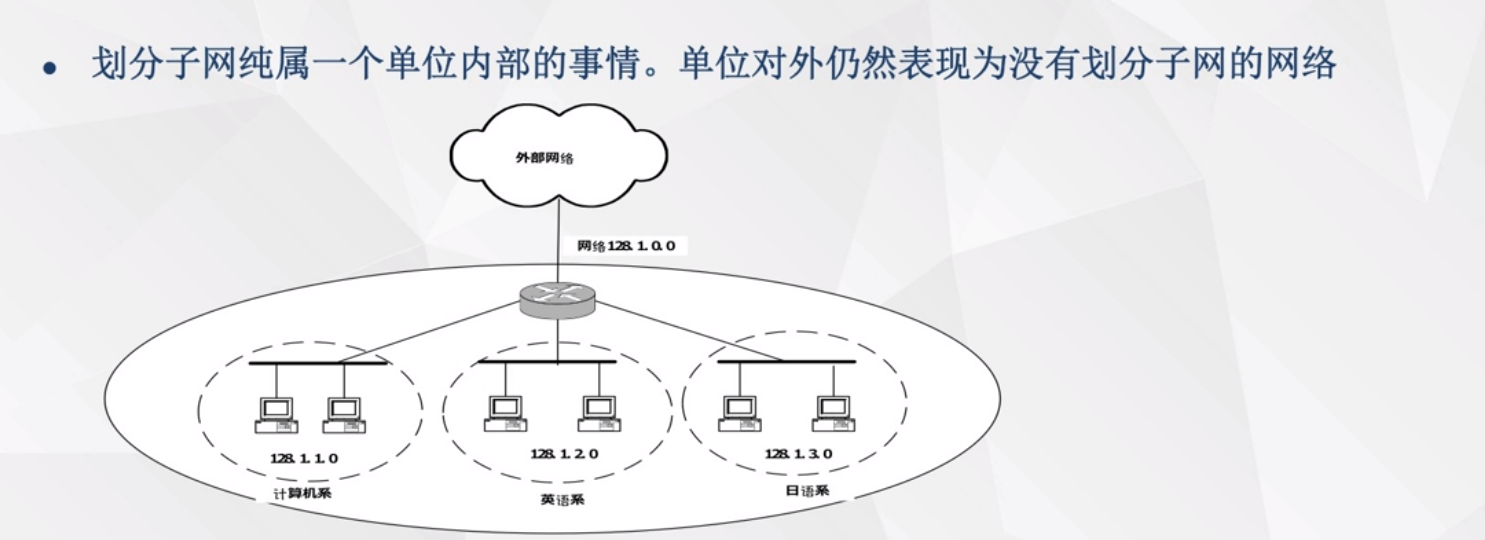 • 划分子网纯属一个单位内部的事情。单位对外仍然表现为没有划分子网的网络
外部网络
网络128.1.0.0
128.1.1.0
128.1.2.0
128.1.3.0
计算机系
英语系
日语系